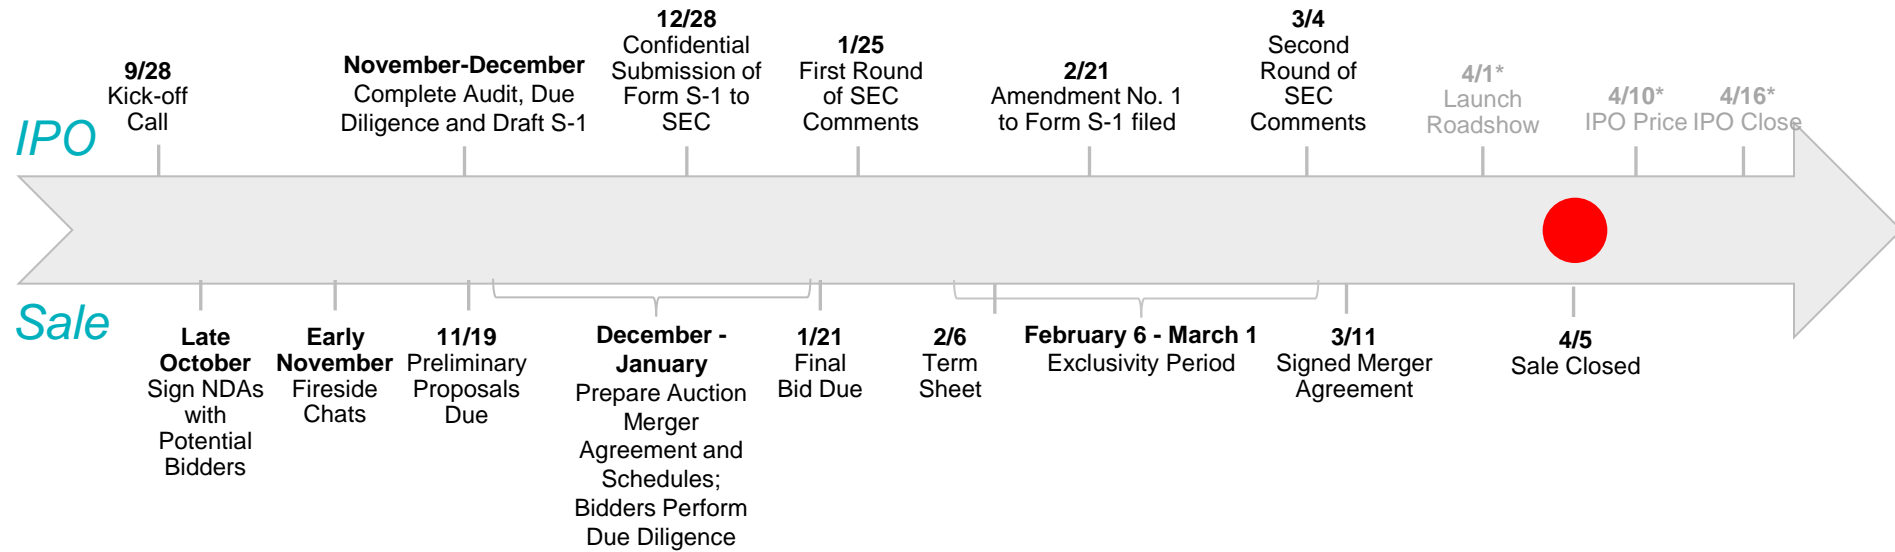 IPO
9/28
Kick-off
Call
November-December
Complete Audit, Due
Diligence and Draft S-1
12/28
Confidential
Submission of
Form S-1 to
SEC
1/25
First Round
of SEC
Comments
2/21
Amendment No. 1
to Form S-1 filed
3/4
Second
Round of
SEC
Comments
4/1*
Launch
Roadshow
4/10*
IPO Price
4/16*
IPO Close
Sale
Late
October
Sign NDAs
with
Potential
Bidders
Early
November
Fireside
Chats
11/19
Preliminary
Proposals
Due
December -
January
Prepare Auction
Merger
Agreement and
Schedules;
Bidders Perform
Due Diligence
1/21
Final
Bid Due
2/6
Term
Sheet
February 6 - March 1
Exclusivity Period
3/11
Signed Merger
Agreement
4/5
Sale Closed